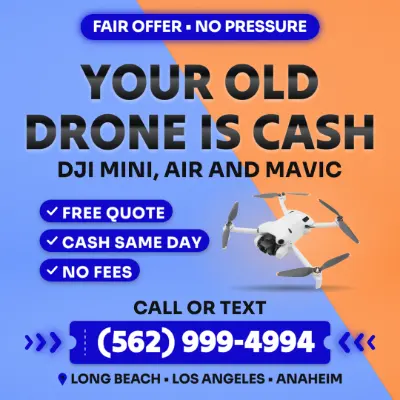 FAIR OFFER • NO PRESSURE
YOUR OLD
DRONE IS CASH
DJI MINI, AIR AND MAVIC
FREE QUOTE
CASH SAME DAY
NO FEES
CALL OR TEXT
(562) 999-4994
LONG BEACH • LOS ANGELES • ANAHEIM